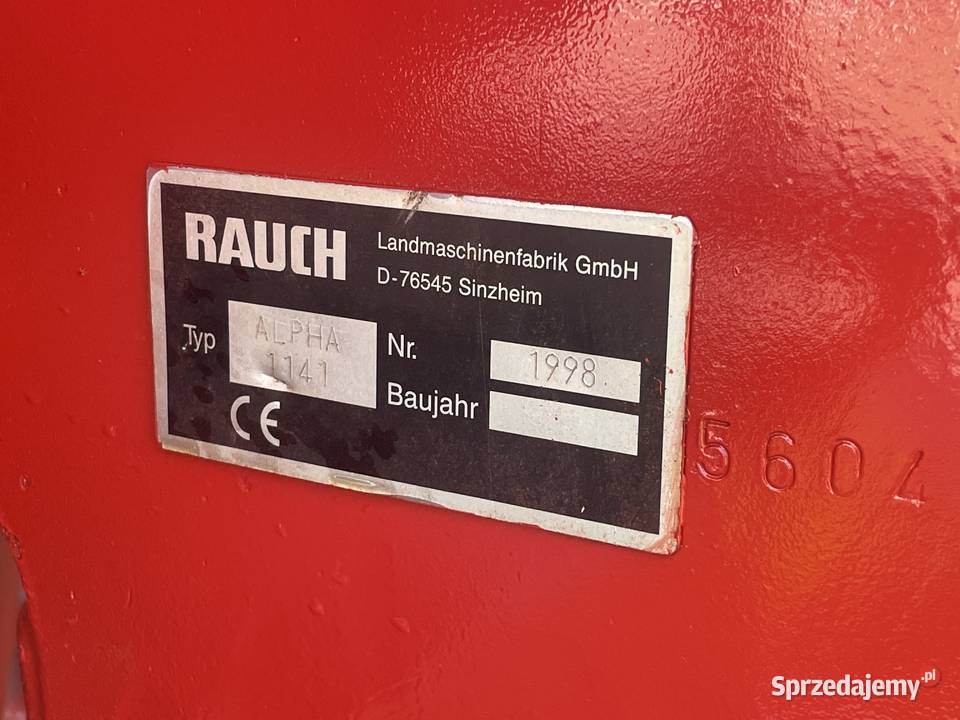 RAUCH
Landmaschinenfabrik GmbH
D-76545 Sinzheim
Typ
ALPHA
1141
Nr.
1998
Baujahr
CE
5604
Sprzedajemy.pl